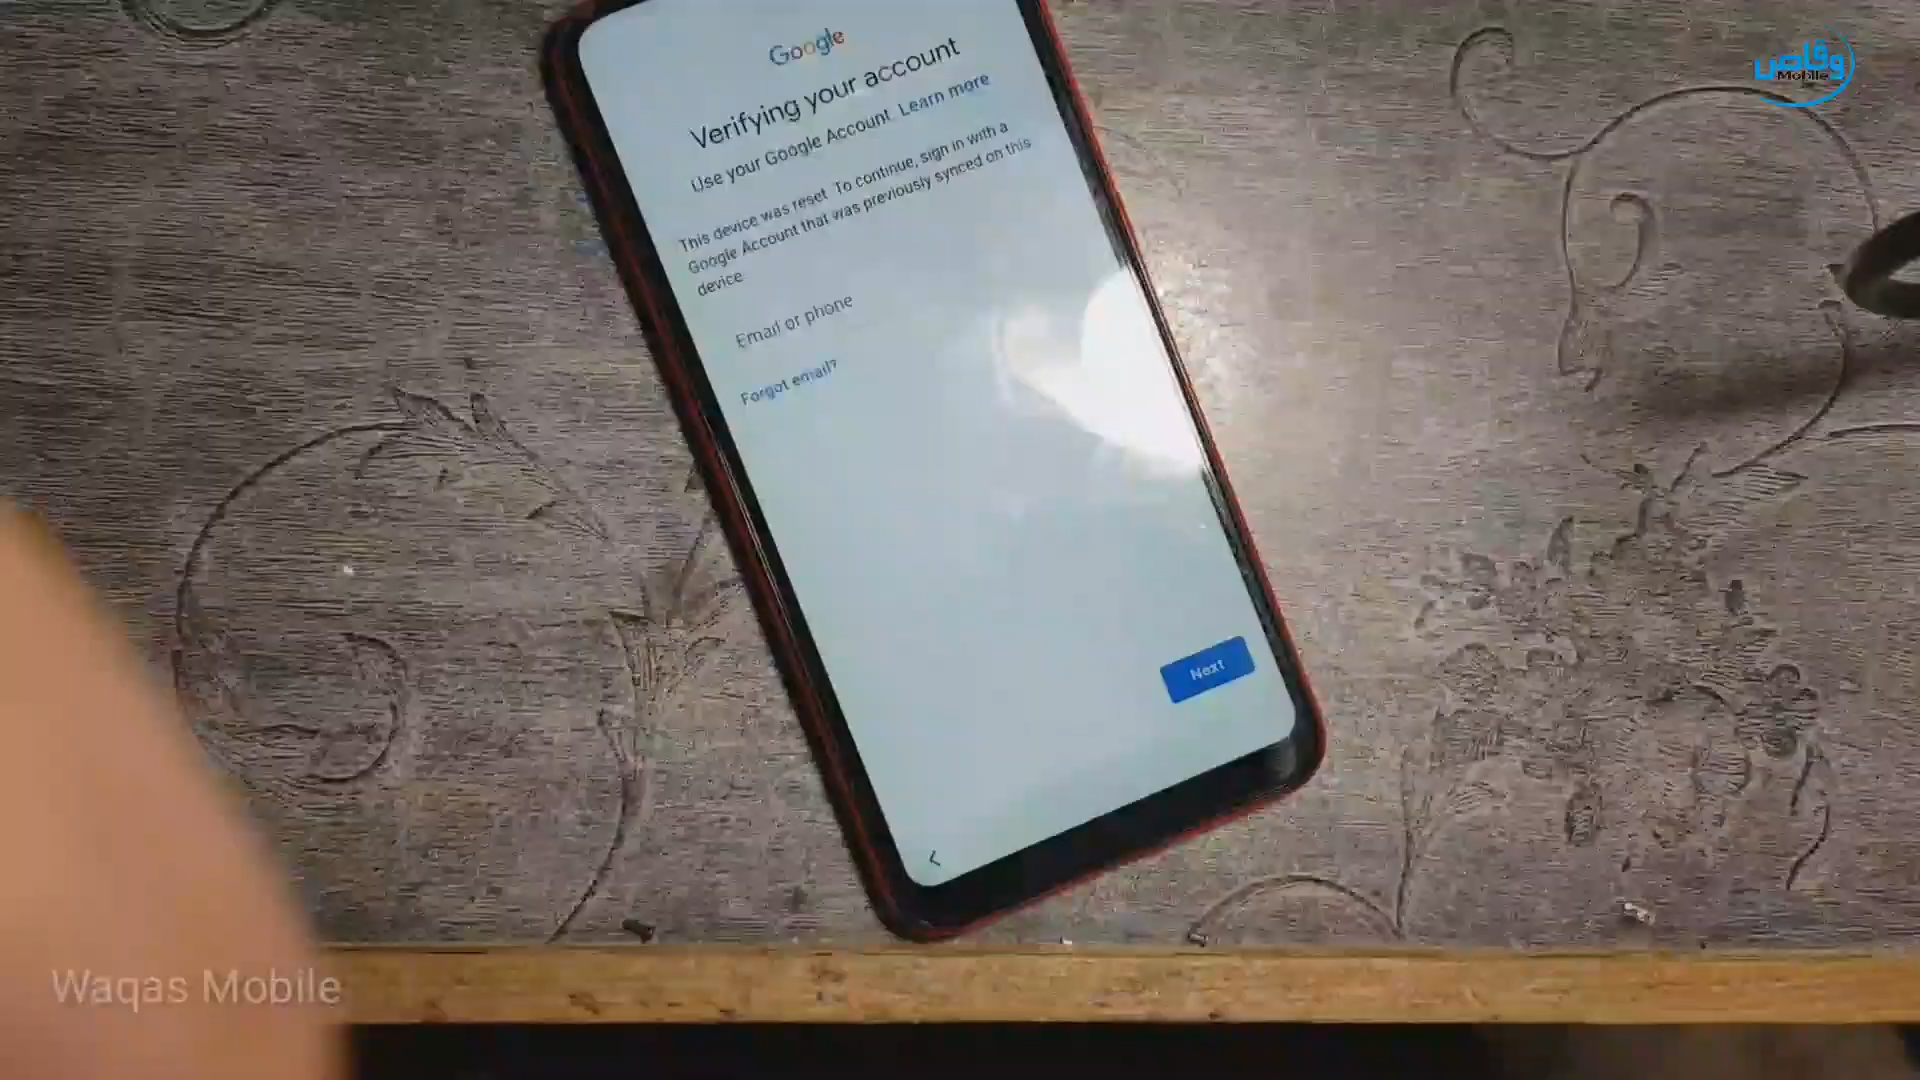 وقاص
Mobile
Google
Verifying your account
Use your Google Account. Learn more
This device was reset. To continue, sign in with a
Google Account that was previously synced on this
device.
Email or phone
Forgot email?
Next
Waqas Mobile